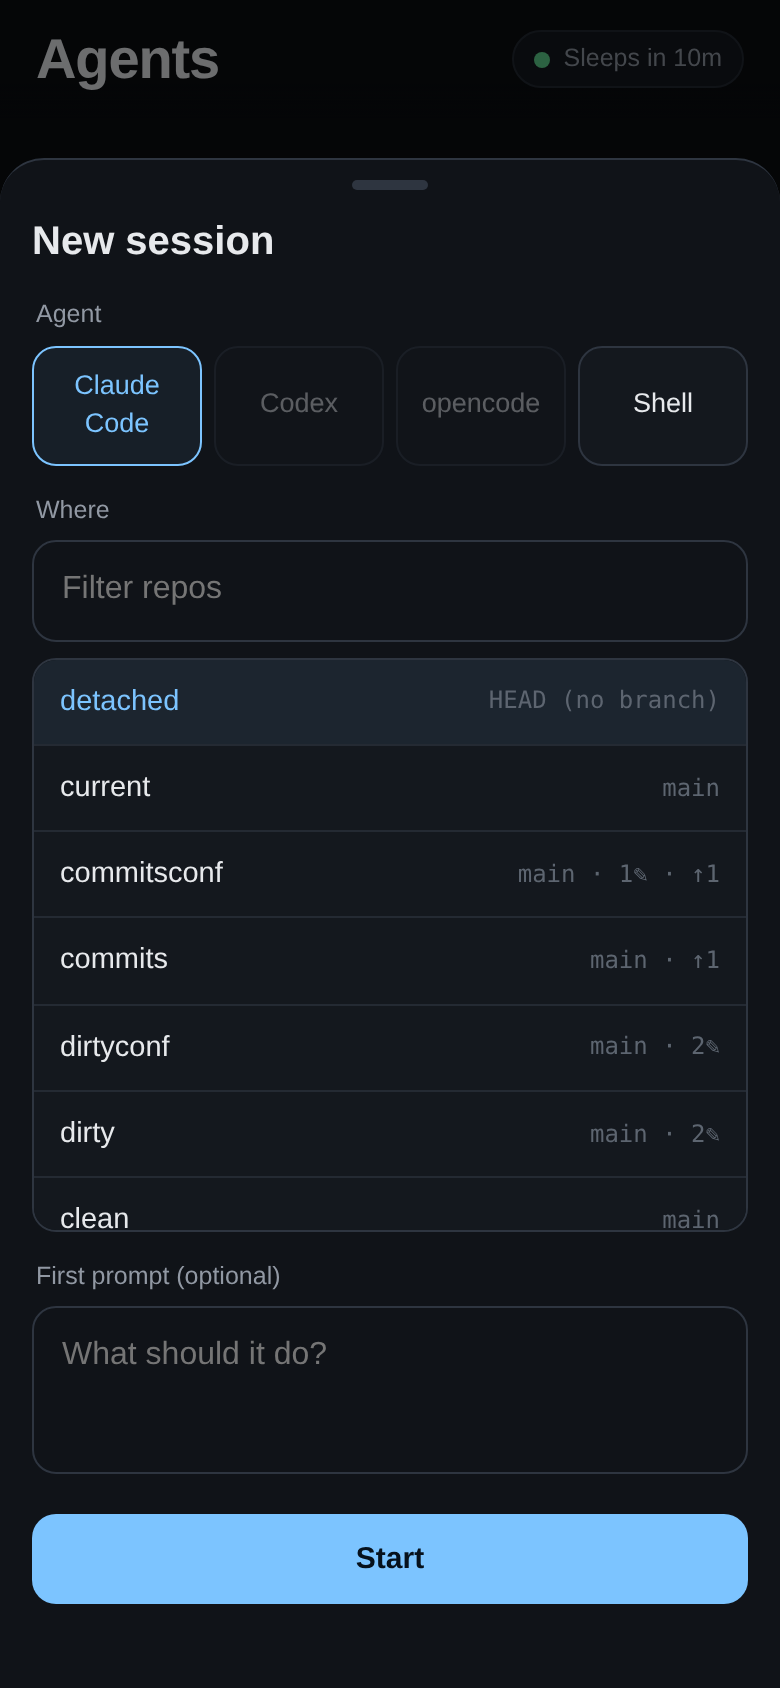 Agents
Sleeps in 10m
New session
Agent
Claude
Code
Codex
opencode
Shell
Where
Filter repos
detached HEAD (no branch)
current main
commitsconf main · 1✎ · ↑1
commits main · ↑1
dirtyconf main · 2✎
dirty main · 2✎
clean main
First prompt (optional)
What should it do?
Start